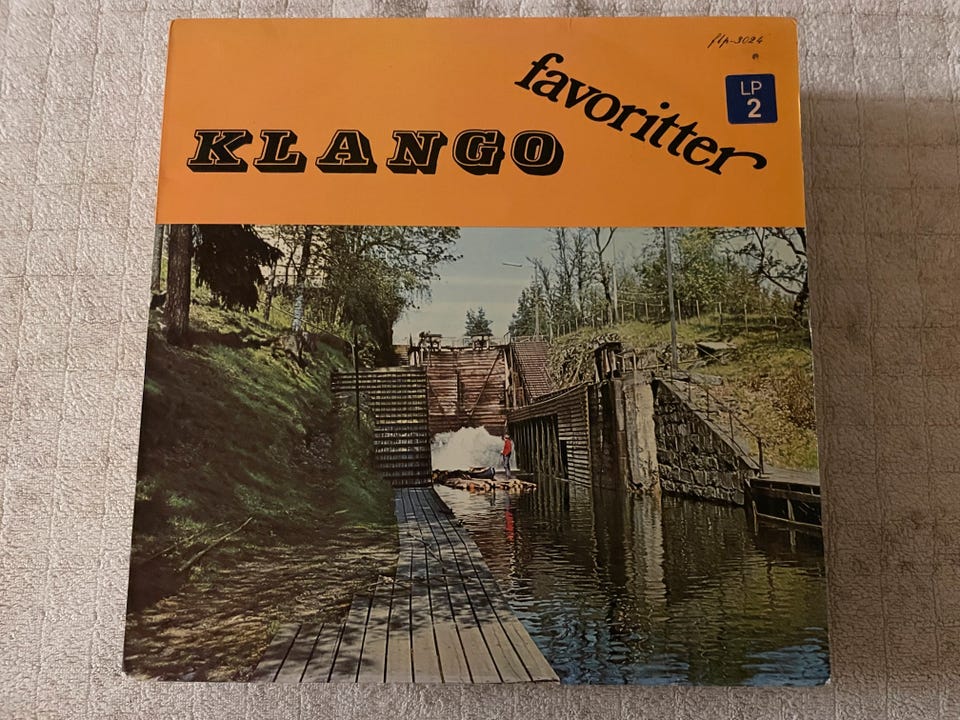 flp-3024
favoritter
LP
2
KLANGO